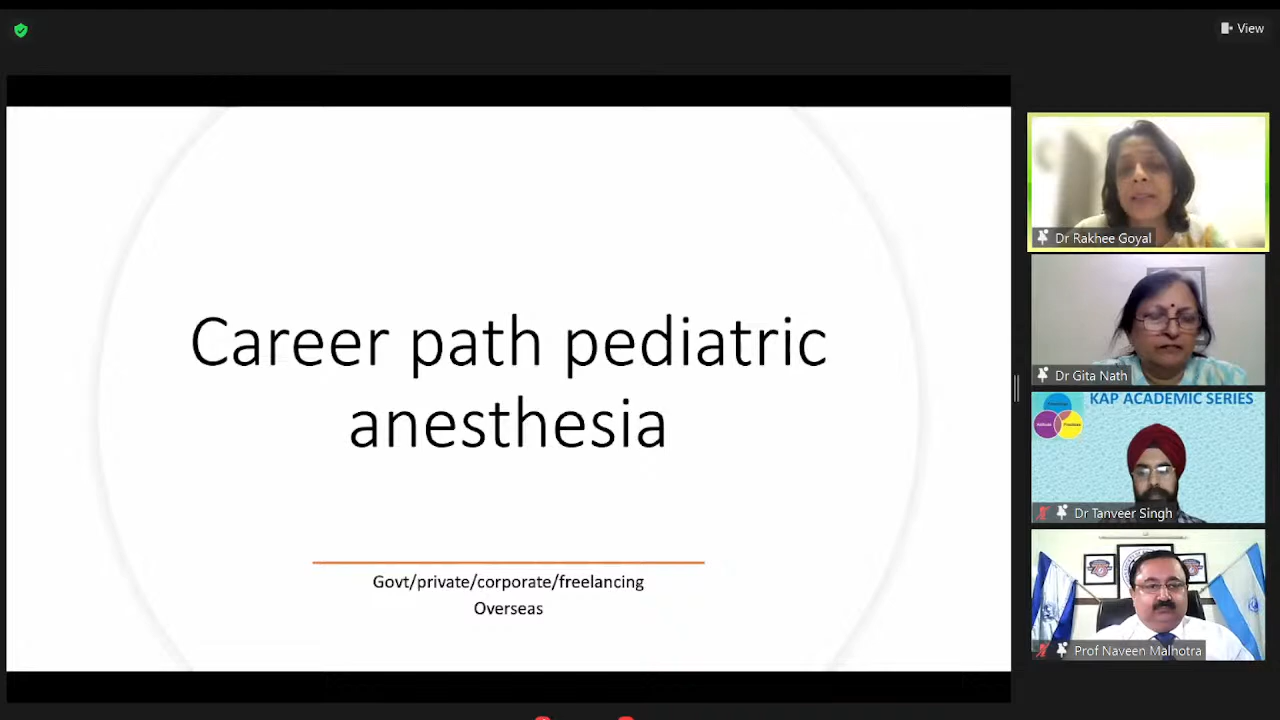 View
Career path pediatric
anesthesia
Govt/private/corporate/freelancing
Overseas
Dr Rakhee Goyal
Dr Gita Nath
KAP ACADEMIC SERIES
Dr Tanveer Singh
Prof Naveen Malhotra